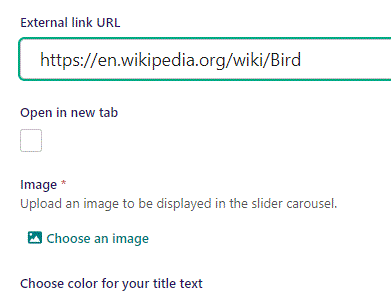 External link URL
https://en.wikipedia.org/wiki/Bird
Open in new tab
Image *
Upload an image to be displayed in the slider carousel.
Choose an image
Choose color for your title text